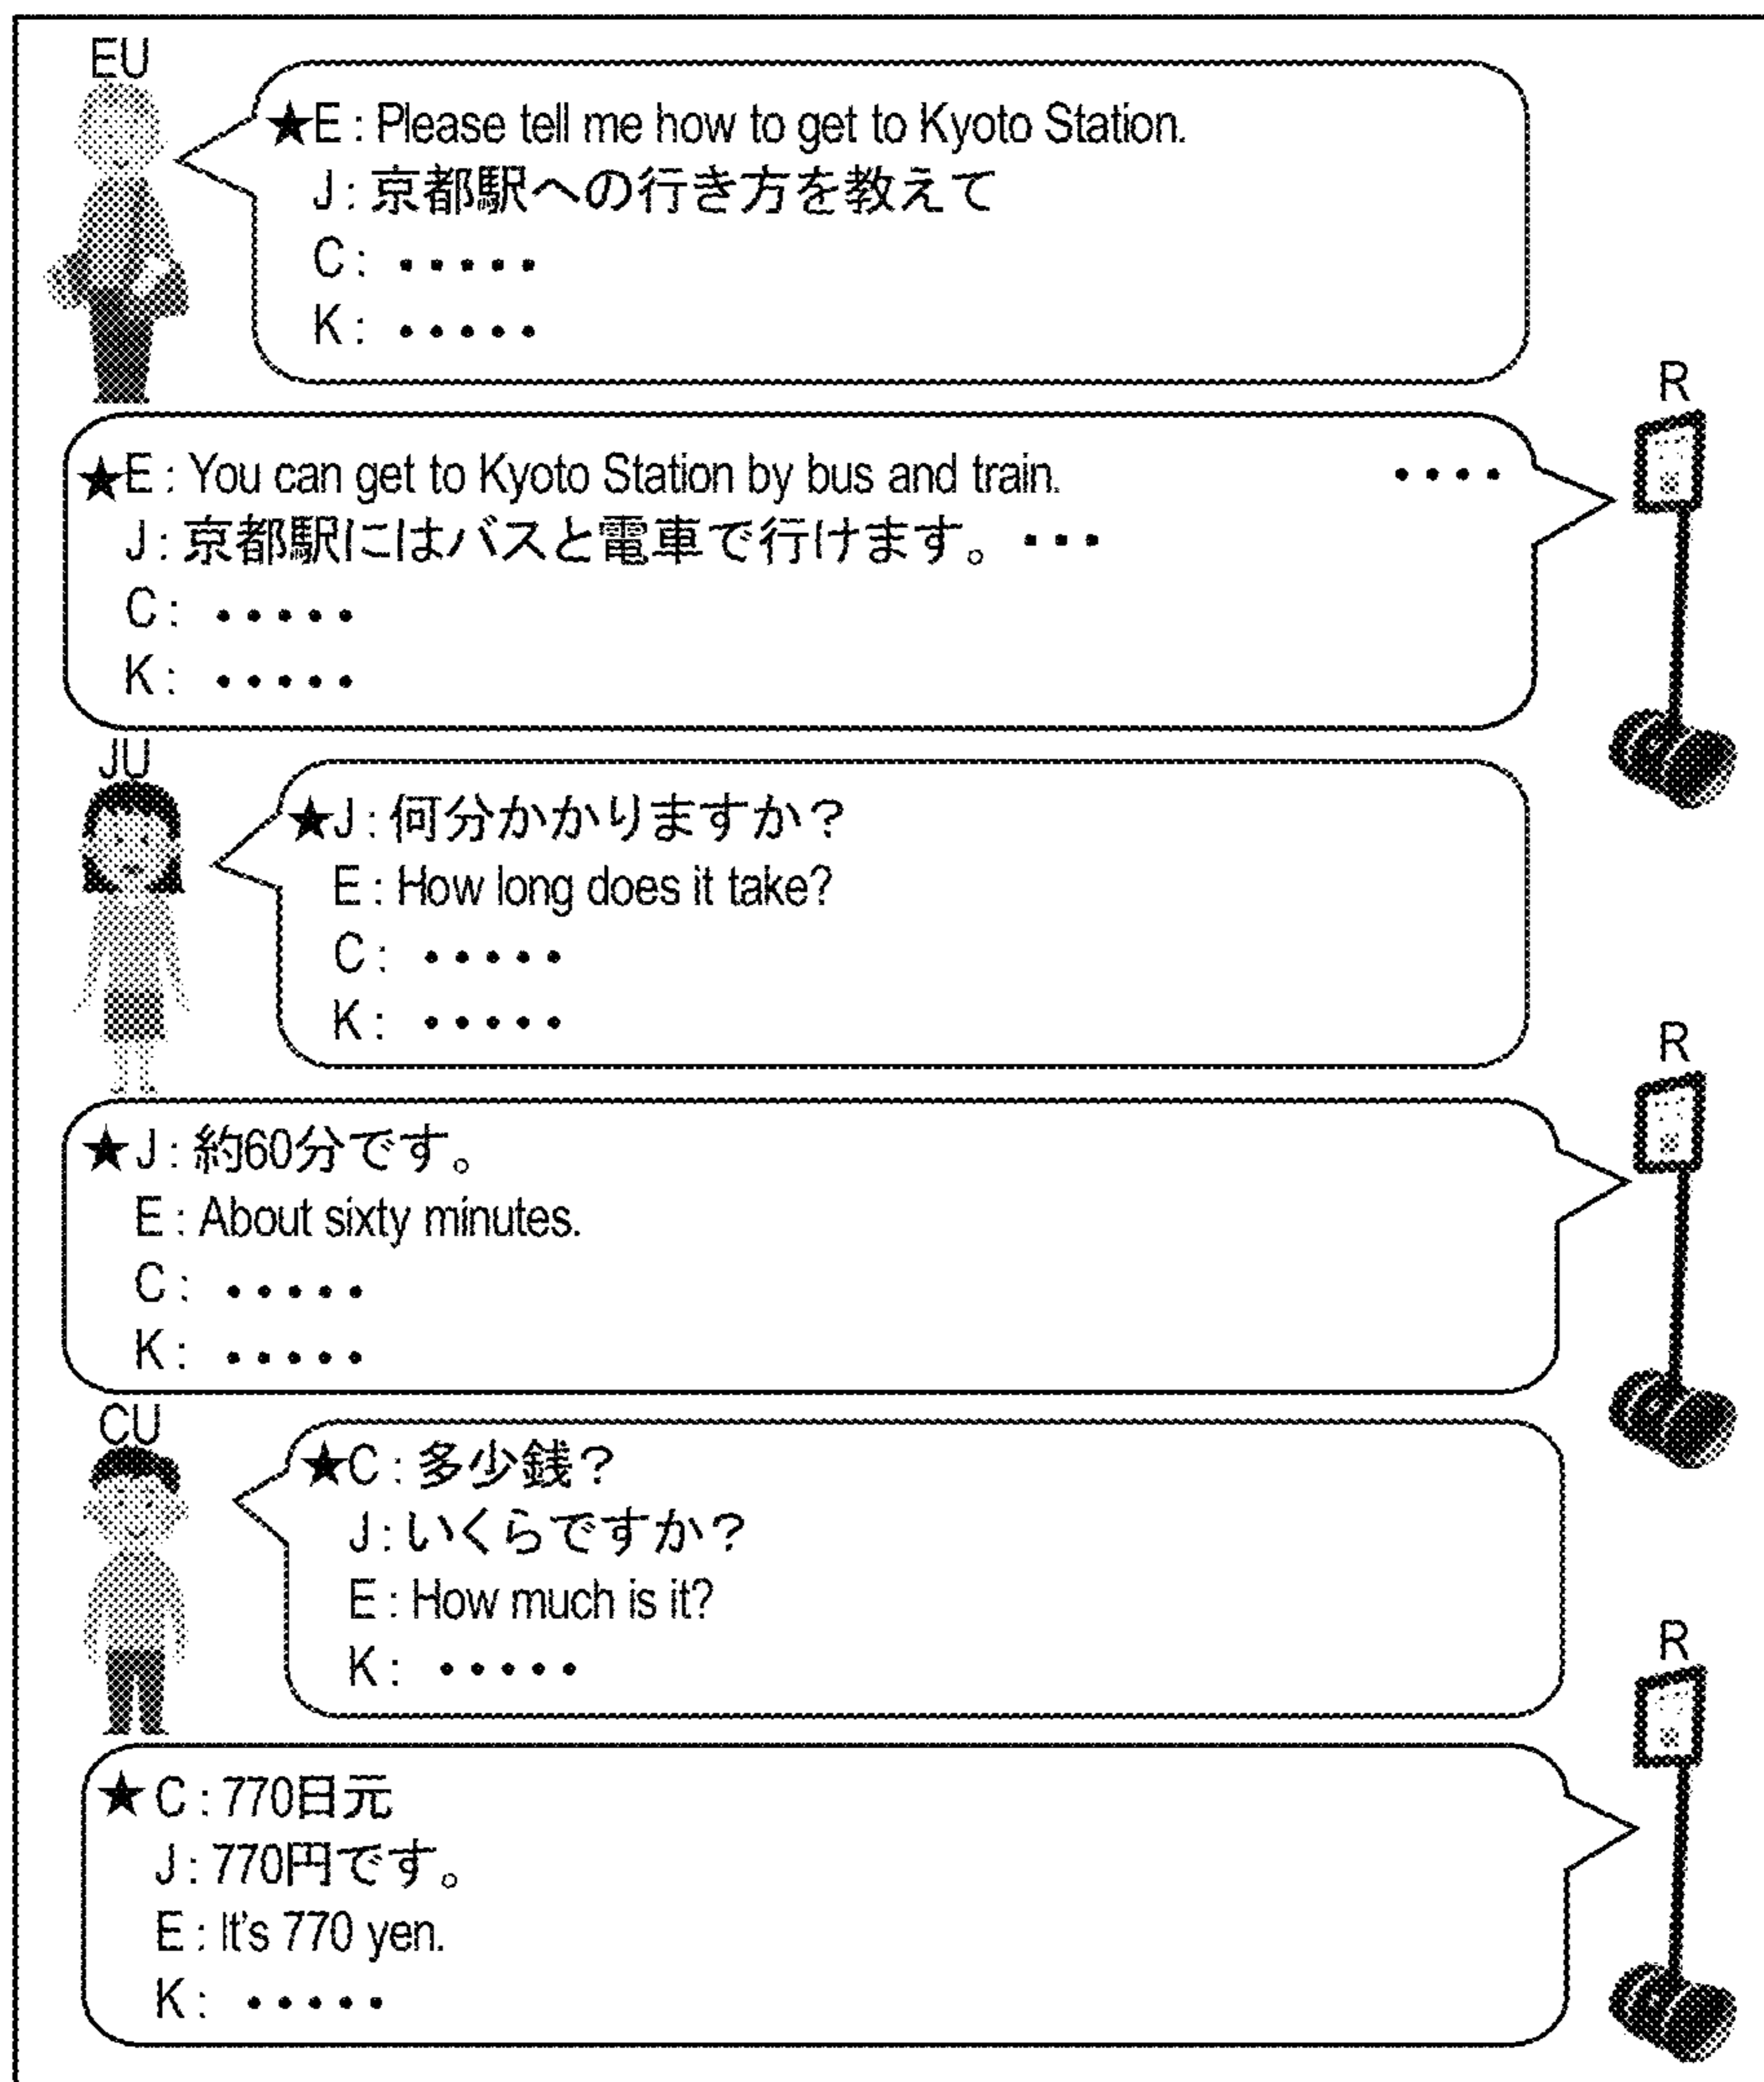 EU
★E : Please tell me how to get to Kyoto Station.
J : 京都駅への行き方を教えて
C : ・・・・・
K : ・・・・・
R
★E : You can get to Kyoto Station by bus and train. ・・・・
J : 京都駅にはバスと電車で行けます。・・・
C : ・・・・・
K : ・・・・・
JU
★J : 何分かかりますか？
E : How long does it take?
C : ・・・・・
K : ・・・・・
R
★J : 約60分です。
E : About sixty minutes.
C : ・・・・・
K : ・・・・・
CU
★C : 多少銭？
J : いくらですか？
E : How much is it?
K : ・・・・・
R
★C : 770日元
J : 770円です。
E : It's 770 yen.
K : ・・・・・